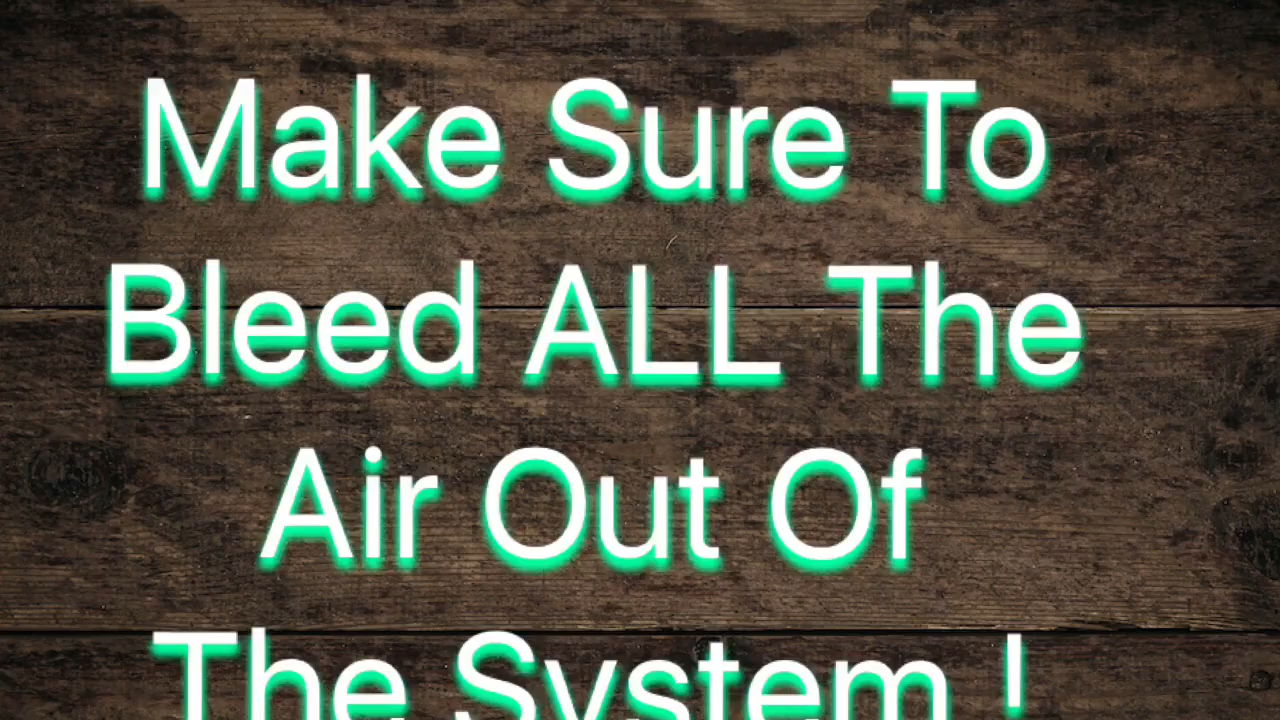 Make Sure To
Bleed ALL The
Air Out Of
The System !